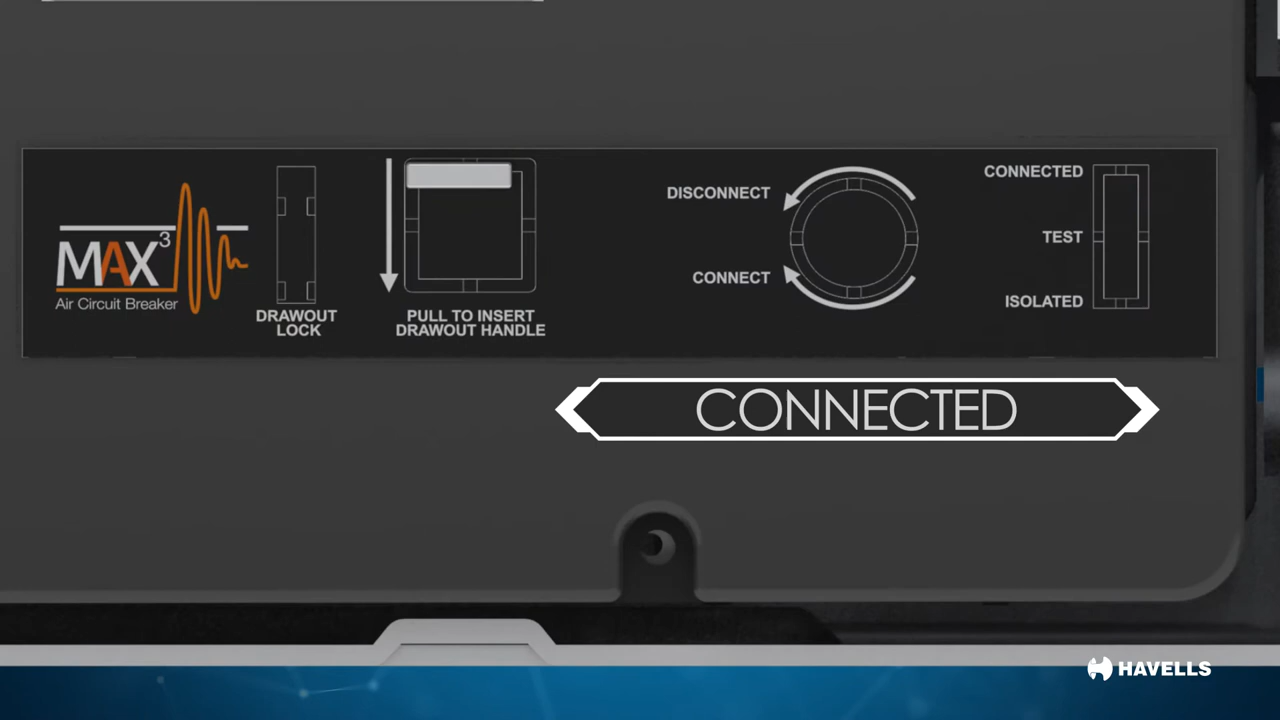 MAX³
Air Circuit Breaker
DRAWOUT
LOCK
PULL TO INSERT
DRAWOUT HANDLE
DISCONNECT
CONNECT
CONNECTED
TEST
ISOLATED
CONNECTED
HAVELLS